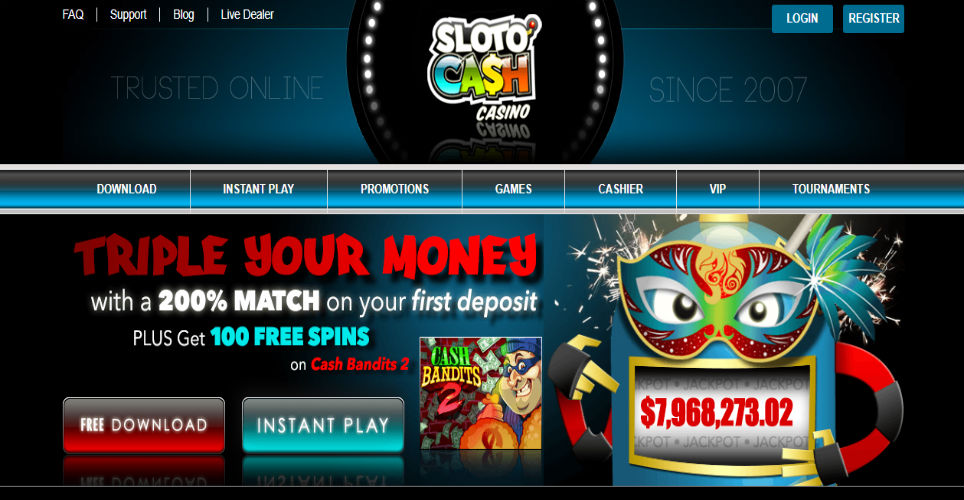 FAQ | Support | Blog | Live Dealer
LOGIN
REGISTER
TRUSTED ONLINE
SLOTO'
CA$H
CASINO
SINCE 2007
DOWNLOAD
INSTANT PLAY
PROMOTIONS
GAMES
CASHIER
VIP
TOURNAMENTS
TRIPLE YOUR MONEY
with a 200% MATCH on your first deposit
PLUS Get 100 FREE SPINS
on Cash Bandits 2
CASH
BANDITS
2
FREE DOWNLOAD
INSTANT PLAY
JACKPOT • JACKPOT • JACKPOT
$7,968,273.02
JACKPOT • JACKPOT • JACKPOT